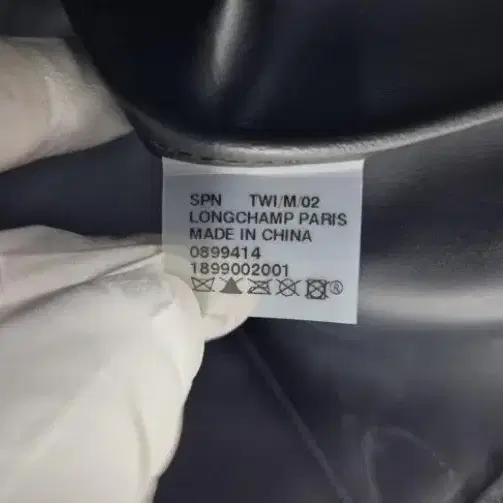 SPN TWI/M/02
LONGCHAMP PARIS
MADE IN CHINA
0899414
1899002001